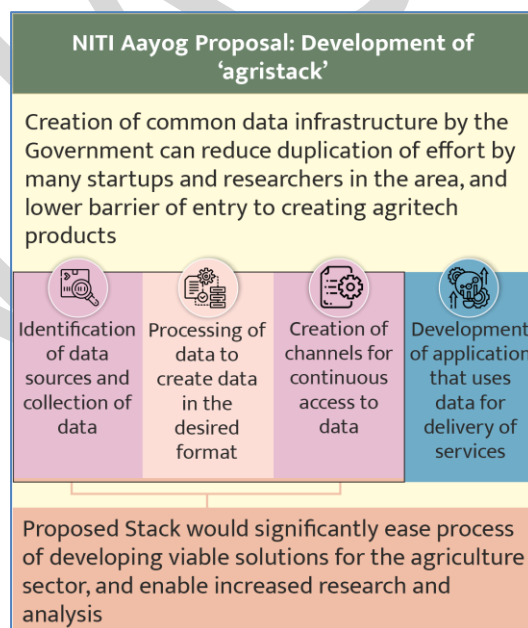 NITI Aayog Proposal: Development of
‘agristack’
Creation of common data infrastructure by the
Government can reduce duplication of effort by
many startups and researchers in the area, and
lower barrier of entry to creating agritech
products
Identification
of data
sources and
collection of
data
Processing of
data to
create data
in the
desired
format
Creation of
channels for
continuous
access to
data
Development
of application
that uses
data for
delivery of
services
Proposed Stack would significantly ease process
of developing viable solutions for the agriculture
sector, and enable increased research and
analysis